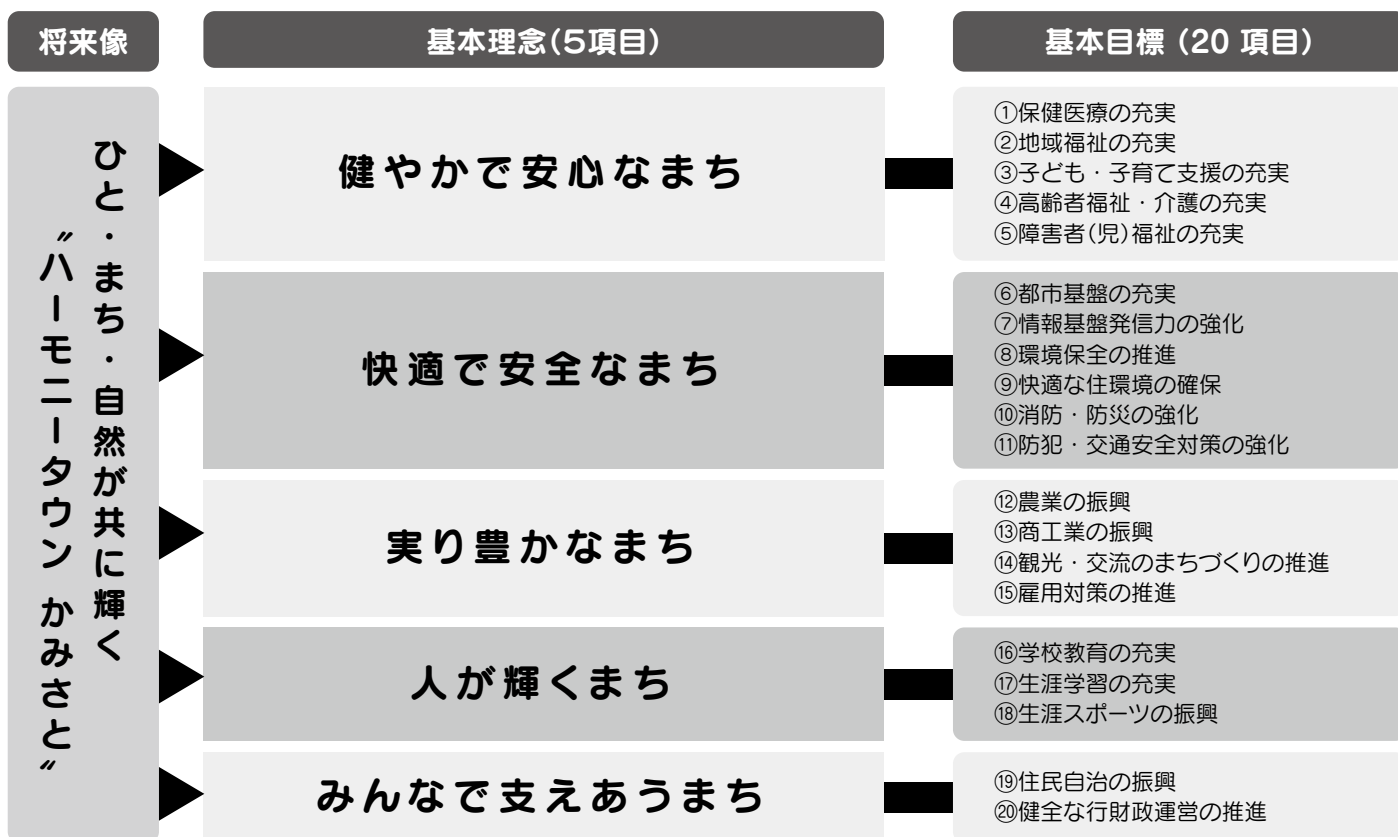 将来像
基本理念(5項目)
基本目標(20 項目)
ひと・まち・自然が共に輝く
〝ハーモニータウン かみさと〟
健やかで安心なまち
①保健医療の充実
②地域福祉の充実
③子ども・子育て支援の充実
④高齢者福祉・介護の充実
⑤障害者(児)福祉の充実
快適で安全なまち
⑥都市基盤の充実
⑦情報基盤発信力の強化
⑧環境保全の推進
⑨快適な住環境の確保
⑩消防・防災の強化
⑪防犯・交通安全対策の強化
実り豊かなまち
⑫農業の振興
⑬商工業の振興
⑭観光・交流のまちづくりの推進
⑮雇用対策の推進
人が輝くまち
⑯学校教育の充実
⑰生涯学習の充実
⑱生涯スポーツの振興
みんなで支えあうまち
⑲住民自治の振興
⑳健全な行財政運営の推進